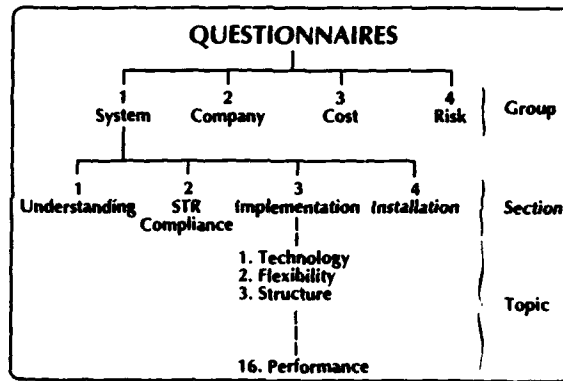 QUESTIONNAIRES
1 2 3 4
System Company Cost Risk Group
1 2 3 4
Understanding STR Implementation Installation Section
Compliance
1. Technology
2. Flexibility
3. Structure
Topic
16. Performance